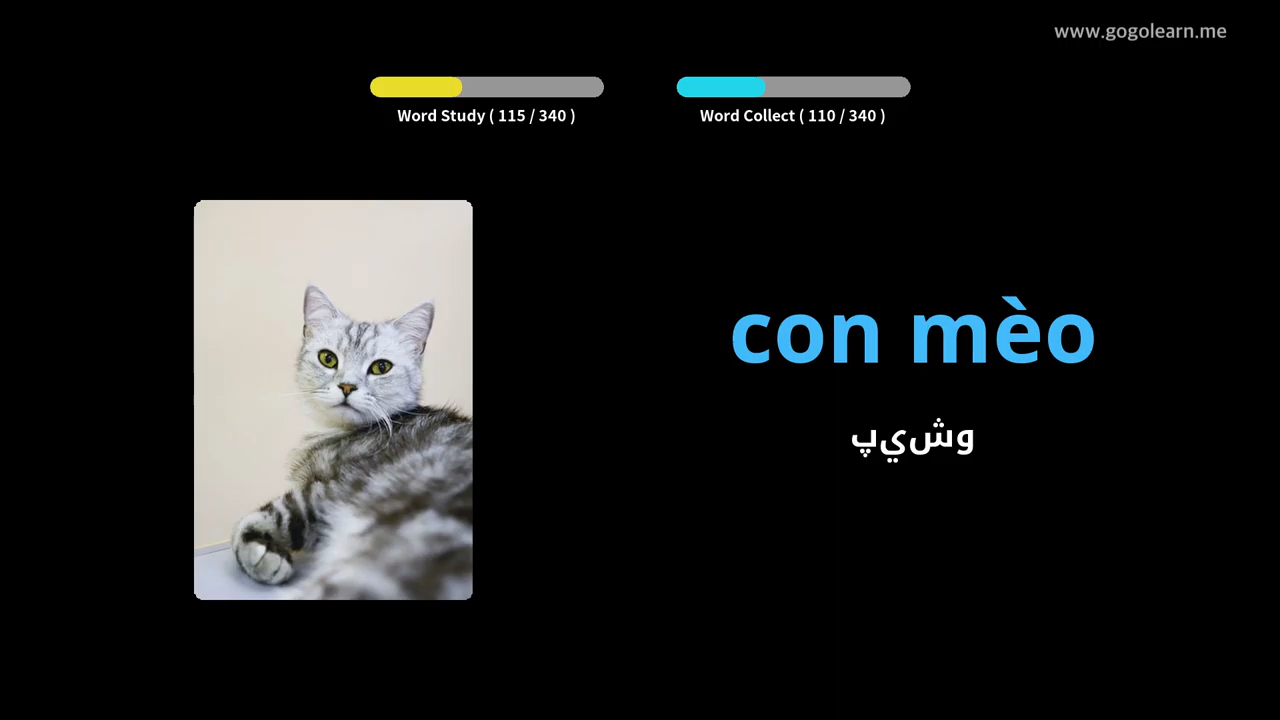 www.gogolearn.me
Word Study ( 115 / 340 )
Word Collect ( 110 / 340 )
con mèo
وشيپ